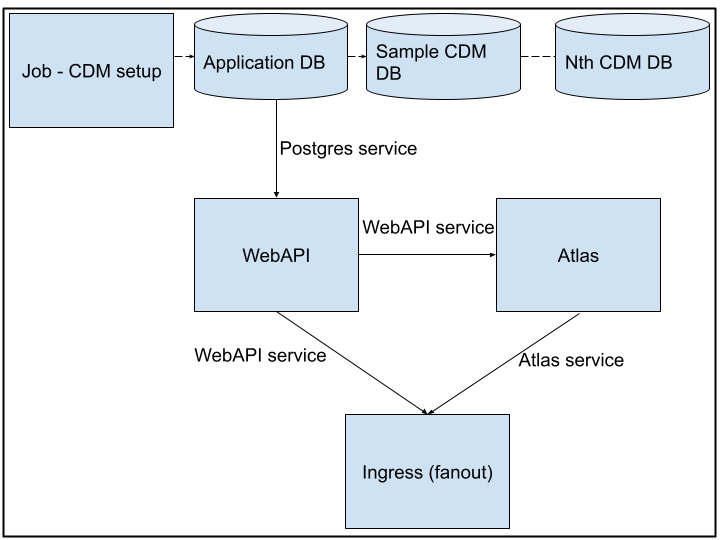 Job - CDM setup
Application DB
Sample CDM
DB
Nth CDM DB
Postgres service
WebAPI
WebAPI service
Atlas
WebAPI service
Atlas service
Ingress (fanout)